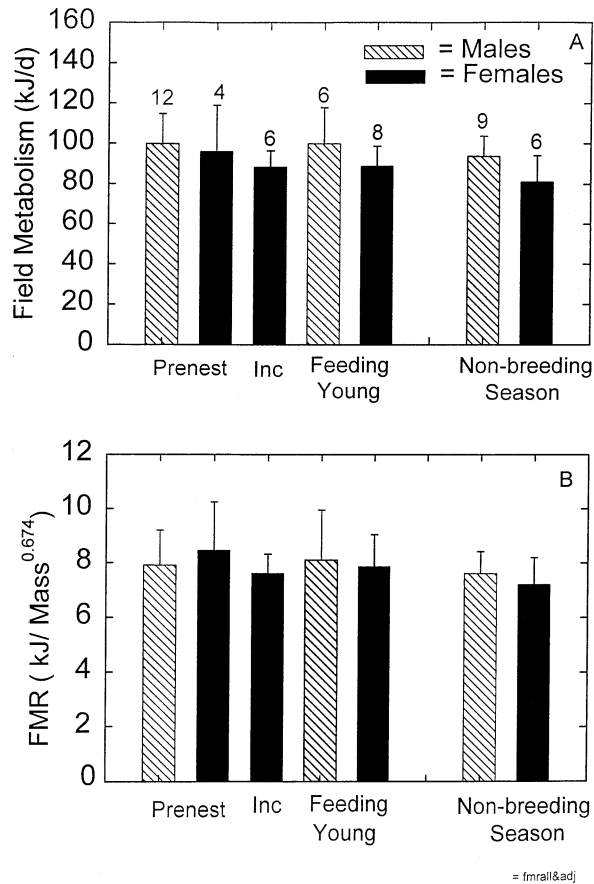 160
140
120
100
80
60
40
20
0
Field Metabolism (kJ/d)
A
= Males
= Females
12
4
6
6
8
9
6
Prenest
Inc
Feeding
Young
Non-breeding
Season
12
10
8
6
4
2
0
FMR ( kJ/ Mass^0.674)
B
Prenest
Inc
Feeding
Young
Non-breeding
Season
= fmrall&adj